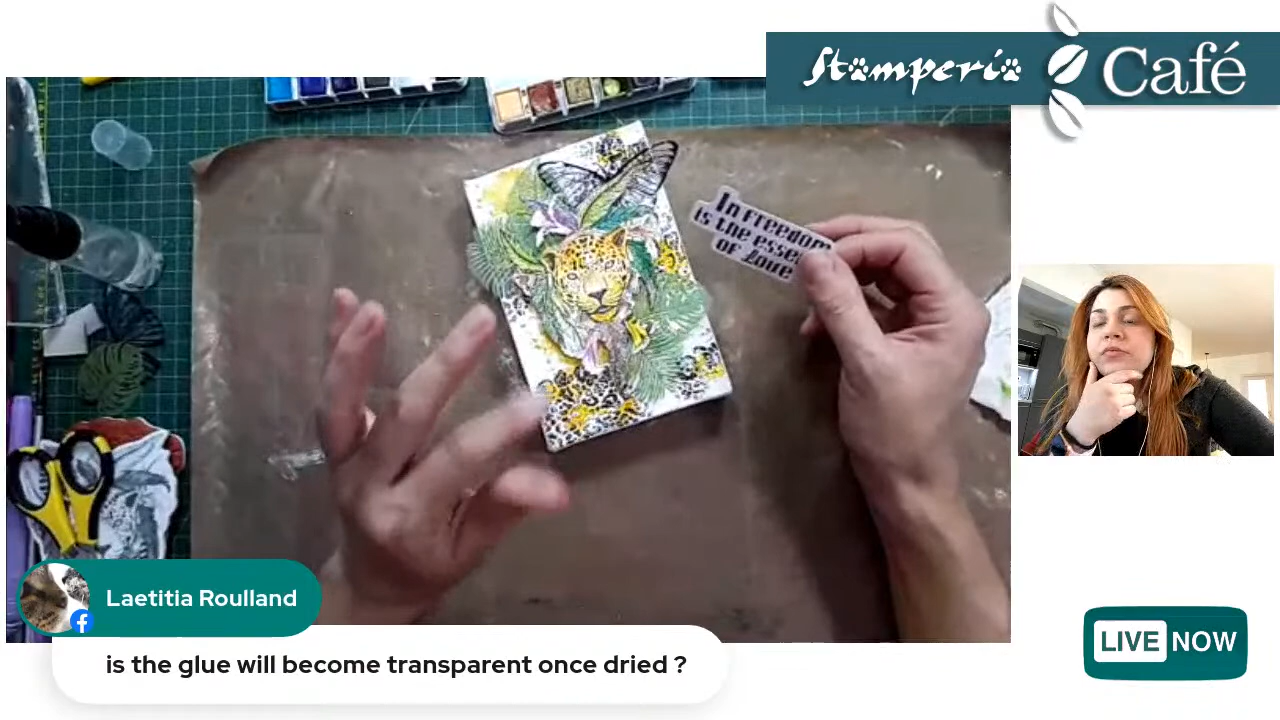 Stamperia Café
In Freedom
is the esse
of Love
Laetitia Roulland
is the glue will become transparent once dried ?
LIVE NOW